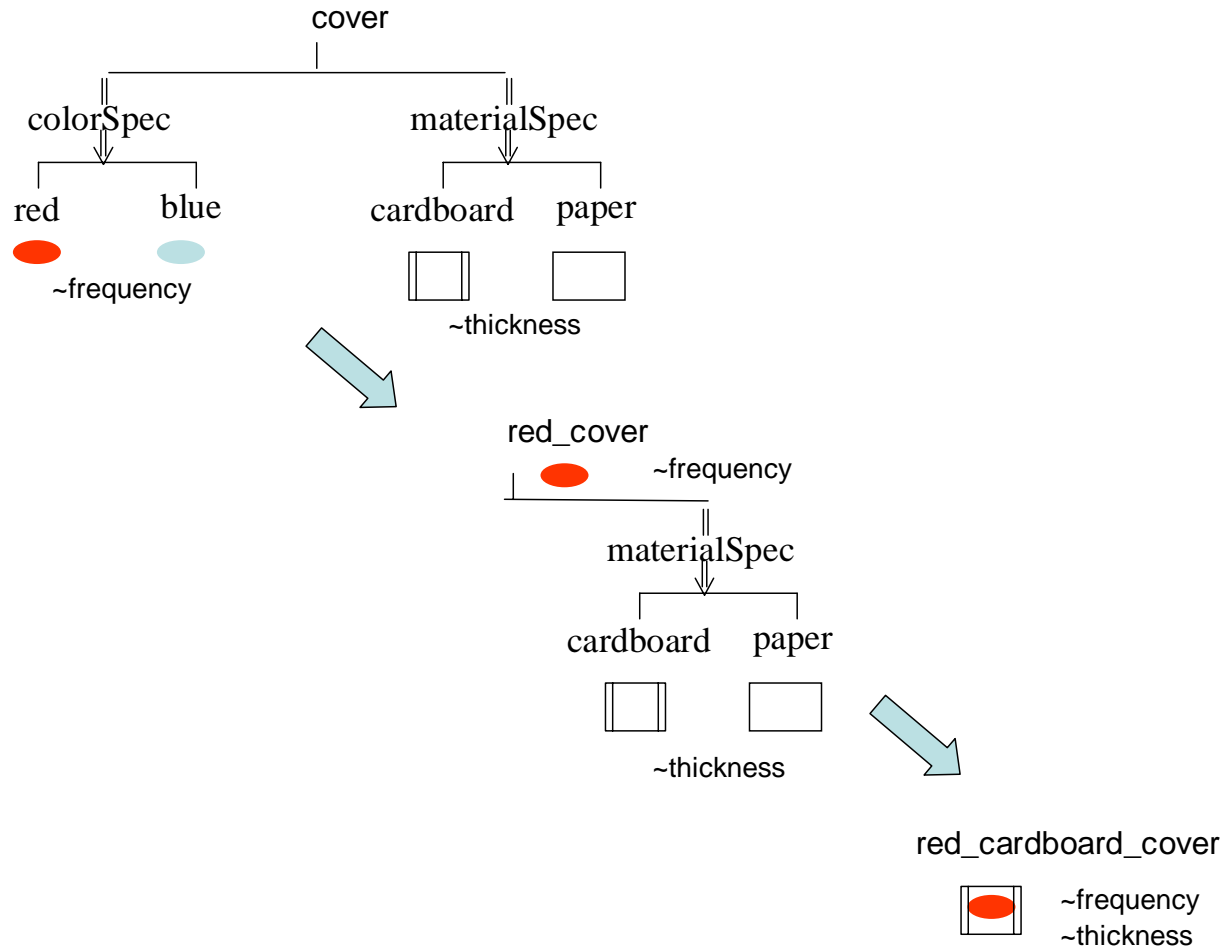 cover
colorSpec materialSpec
red blue cardboard paper
~frequency
~thickness
red_cover
~frequency
materialSpec
cardboard paper
~thickness
red_cardboard_cover
~frequency
~thickness